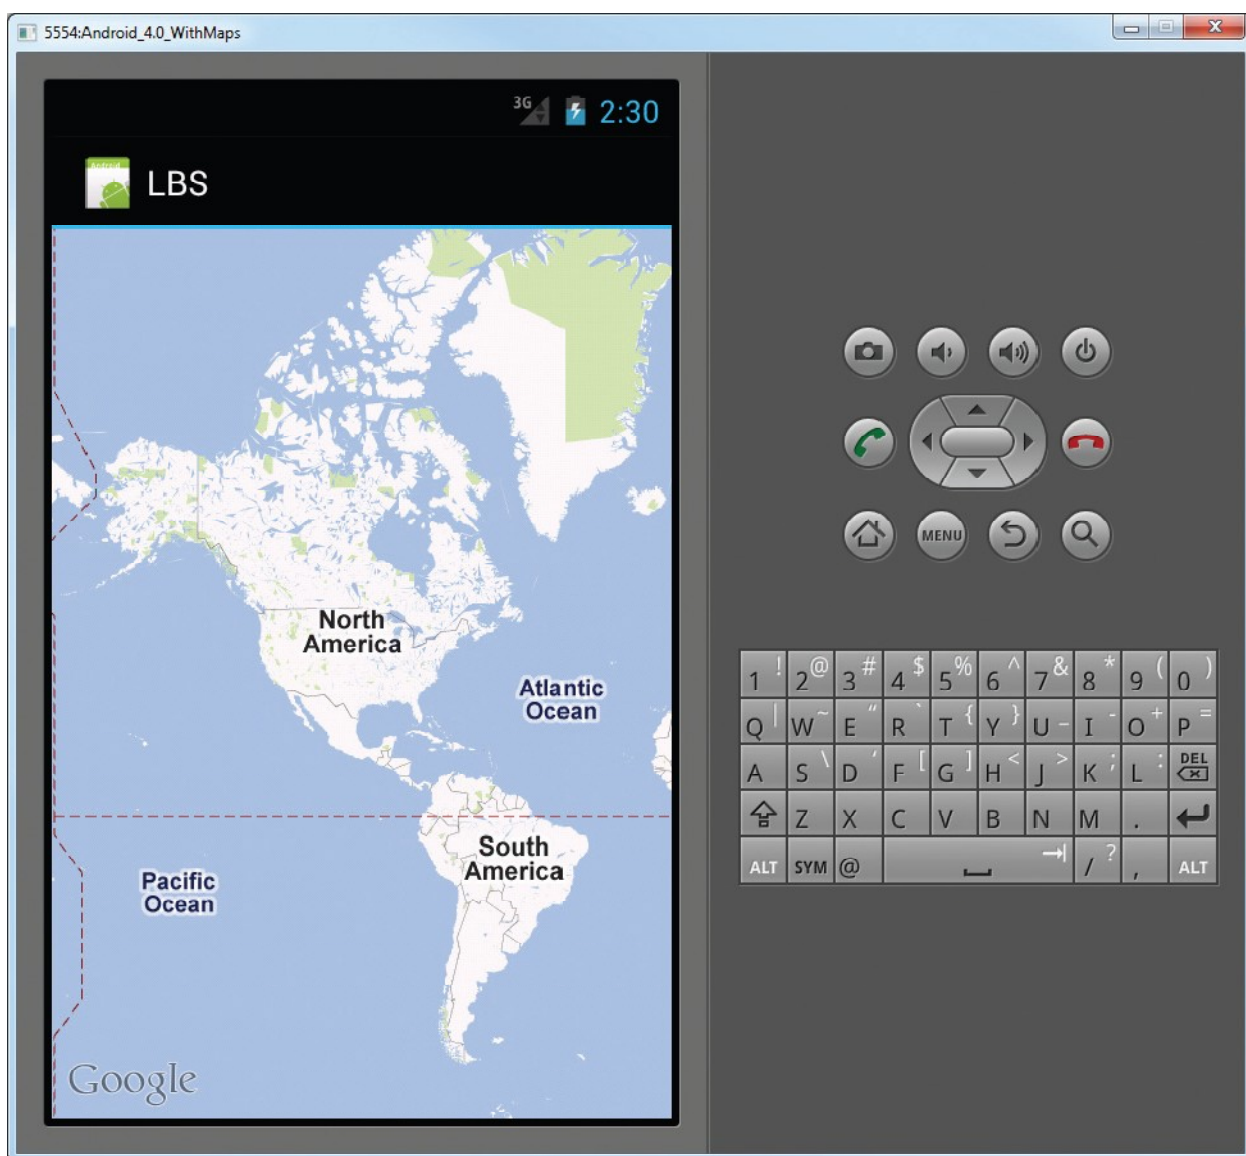 5554:Android_4.0_WithMaps
3G 2:30
Android
LBS
North
America
Atlantic
Ocean
South
America
Pacific
Ocean
Google
MENU
1 ! 2 @ 3 # 4 $ 5 % 6 ^ 7 & 8 * 9 ( 0 )
Q | W ~ E " R ` T { Y } U _ I - O + P =
A S \ D ' F [ G ] H < J > K ; L : DEL
Z X C V B N M .
ALT SYM @ / ? , ALT